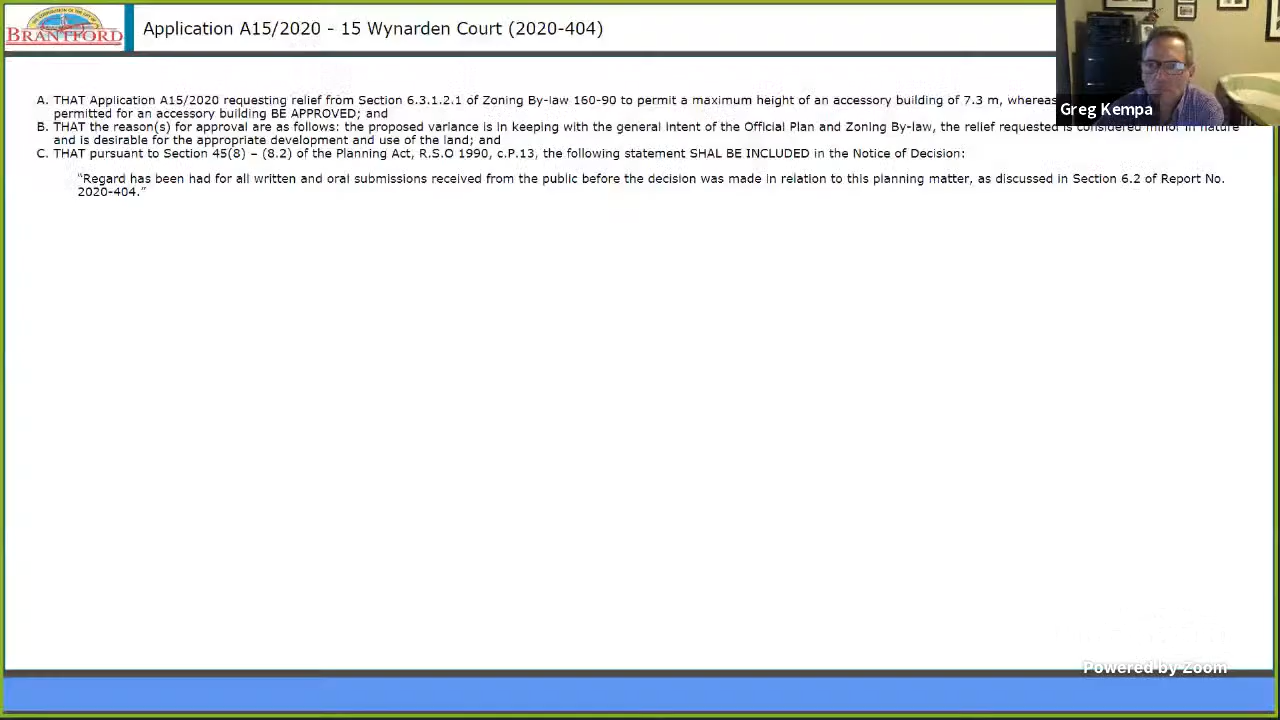 BRANTFORD
Application A15/2020 - 15 Wynarden Court (2020-404)
A. THAT Application A15/2020 requesting relief from Section 6.3.1.2.1 of Zoning By-law 160-90 to permit a maximum height of an accessory building of 7.3 m, whereas
permitted for an accessory building BE APPROVED; and
Greg Kempa
B. THAT the reason(s) for approval are as follows: the proposed variance is in keeping with the general intent of the Official Plan and Zoning By-law, the relief requested is considered minor in nature
and is desirable for the appropriate development and use of the land; and
C. THAT pursuant to Section 45(8) – (8.2) of the Planning Act, R.S.O 1990, c.P.13, the following statement SHAL BE INCLUDED in the Notice of Decision:
“Regard has been had for all written and oral submissions received from the public before the decision was made in relation to this planning matter, as discussed in Section 6.2 of Report No.
2020-404.”
Powered by Zoom